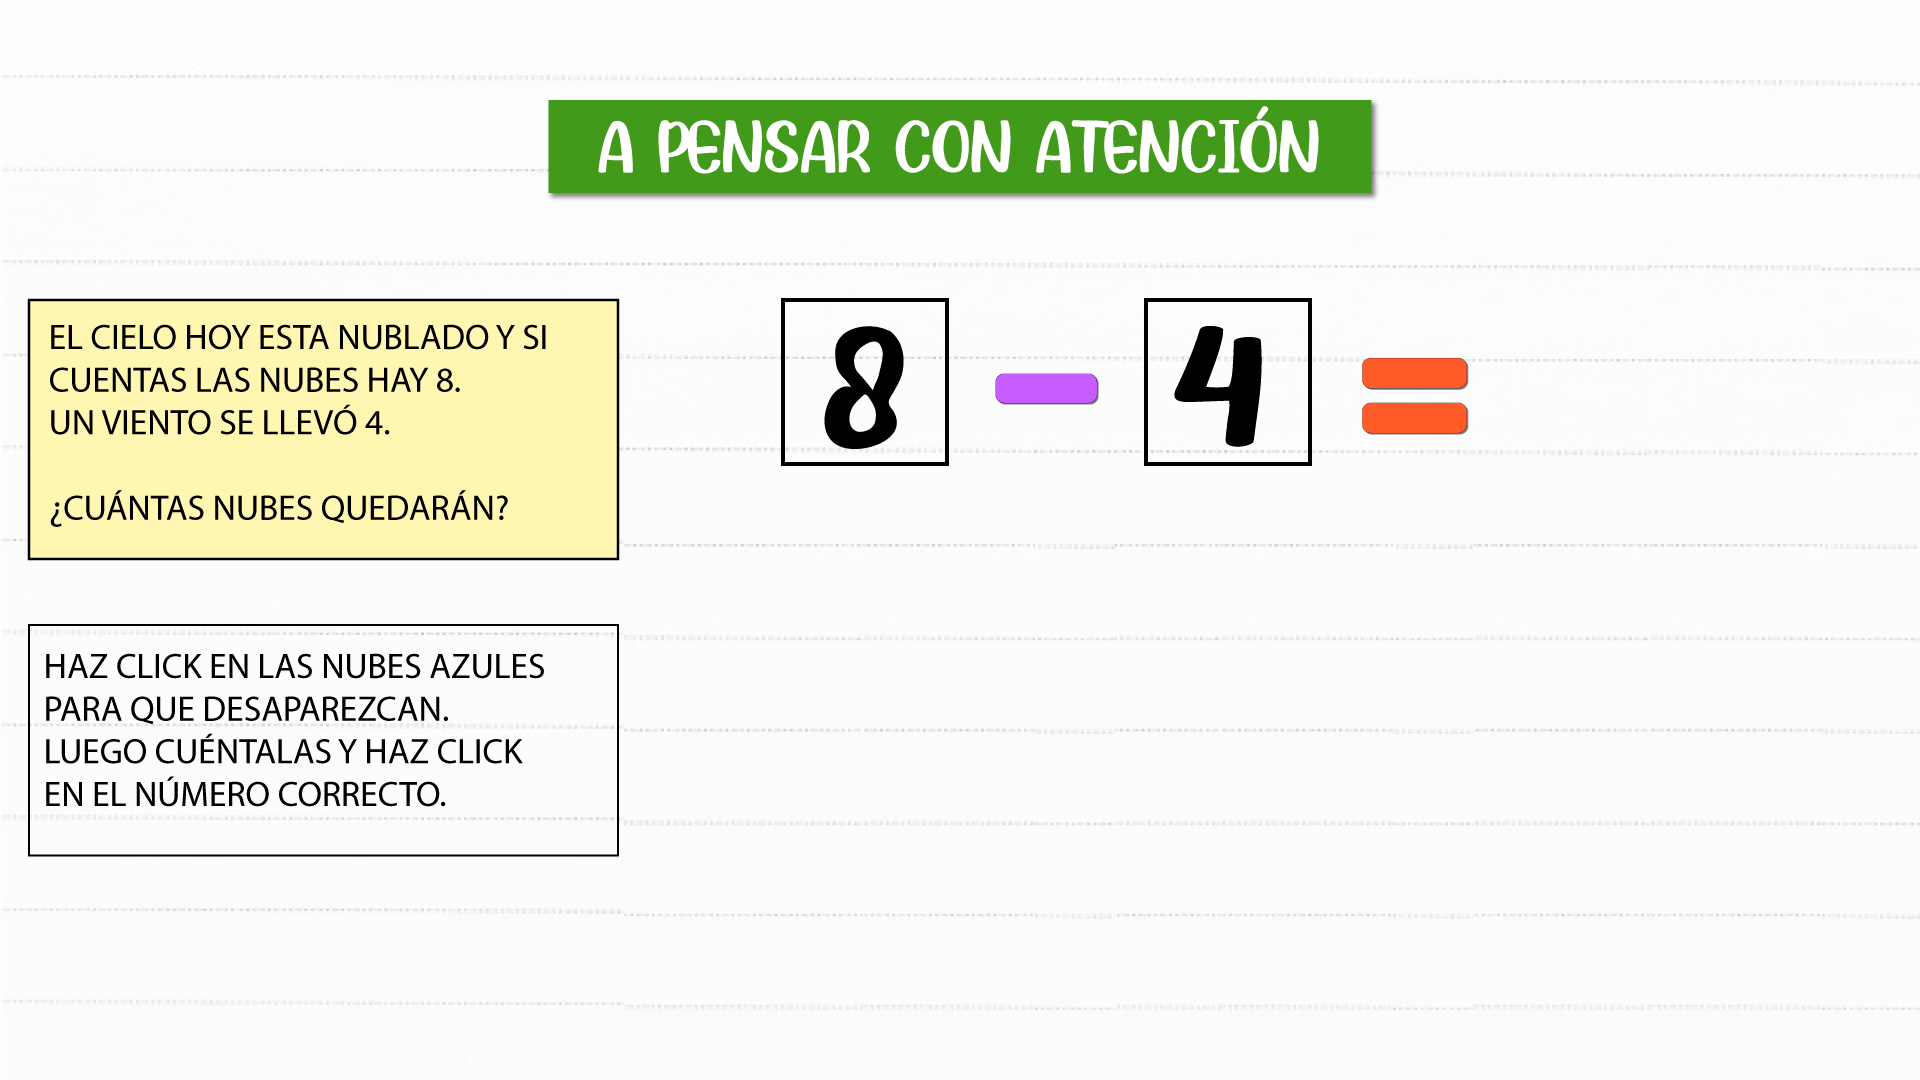 A PENSAR CON ATENCIÓN
EL CIELO HOY ESTA NUBLADO Y SI
CUENTAS LAS NUBES HAY 8.
UN VIENTO SE LLEVÓ 4.
¿CUÁNTAS NUBES QUEDARÁN?
8 - 4 =
HAZ CLICK EN LAS NUBES AZULES
PARA QUE DESAPAREZCAN.
LUEGO CUÉNTALAS Y HAZ CLICK
EN EL NÚMERO CORRECTO.